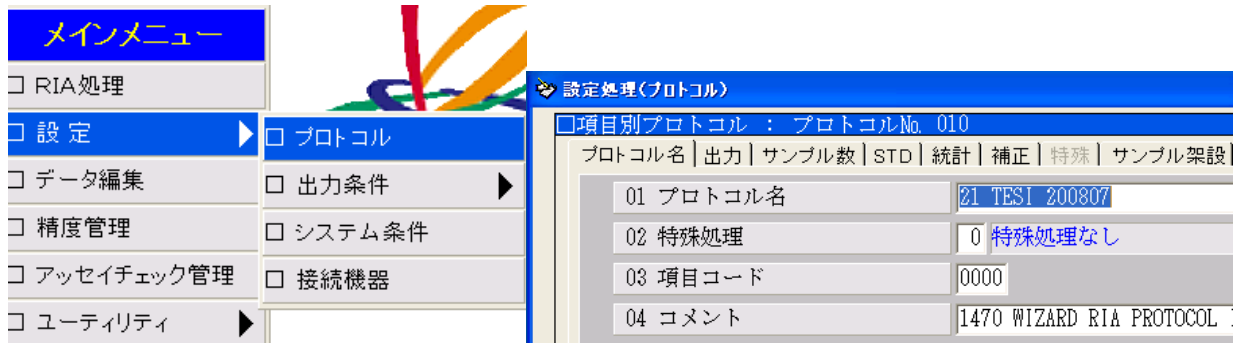 メインメニュー
□ RIA処理
□ 設 定
□ データ編集
□ 精度管理
□ アッセイチェック管理
□ ユーティリティ
□ プロトコル
□ 出力条件
□ システム条件
□ 接続機器
設定処理(プロトコル)
□項目別プロトコル : プロトコルNo. 010
プロトコル名 出力 サンプル数 STD 統計 補正 特殊 サンプル架設
01 プロトコル名 21 TESI 200807
02 特殊処理 0 特殊処理なし
03 項目コード 0000
04 コメント 1470 WIZARD RIA PROTOCOL